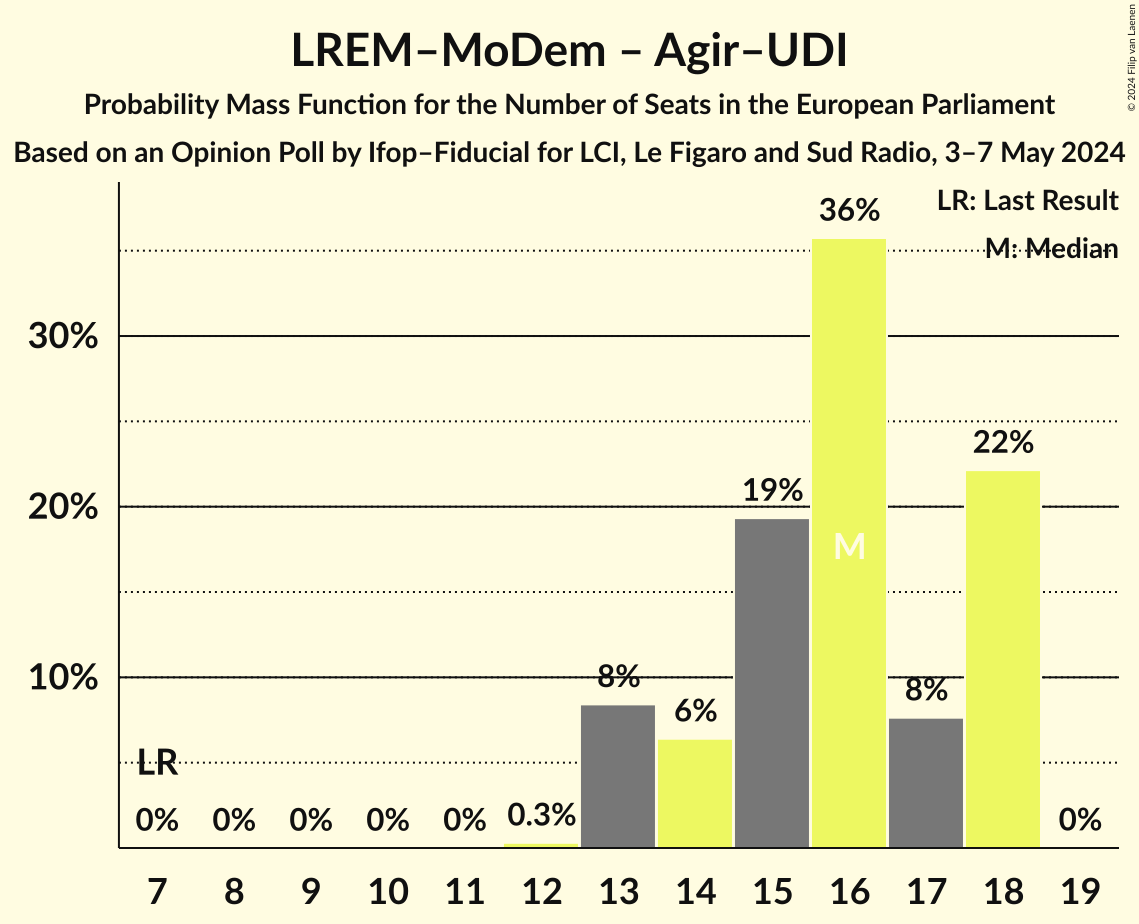 LREM–MoDem – Agir–UDI
Probability Mass Function for the Number of Seats in the European Parliament
Based on an Opinion Poll by Ifop–Fiducial for LCI, Le Figaro and Sud Radio, 3–7 May 2024
© 2024 Filip van Laenen
LR: Last Result
M: Median
36%
30%
22%
19%
20%
M
10%
8%
6%
8%
LR
0% 0% 0% 0% 0% 0.3% 0%
7 8 9 10 11 12 13 14 15 16 17 18 19